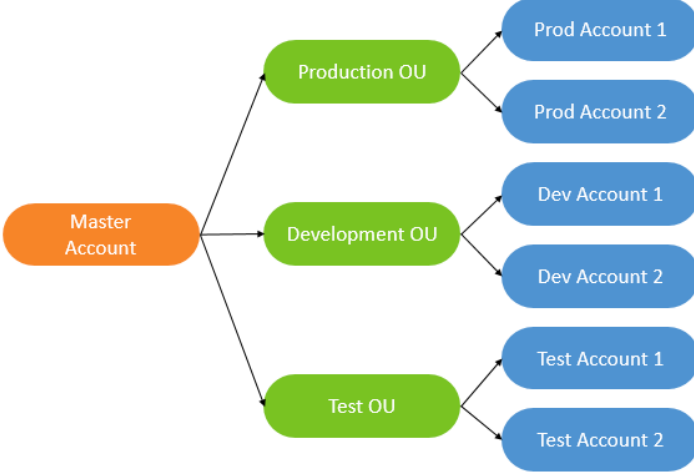 Master
Account
Production OU
Development OU
Test OU
Prod Account 1
Prod Account 2
Dev Account 1
Dev Account 2
Test Account 1
Test Account 2